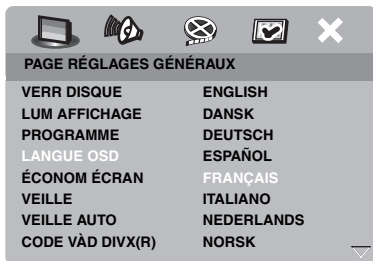 PAGE RÉGLAGES GÉNÉRAUX
VERR DISQUE ENGLISH
LUM AFFICHAGE DANSK
PROGRAMME DEUTSCH
LANGUE OSD ESPAÑOL
ÉCONOM ÉCRAN FRANÇAIS
VEILLE ITALIANO
VEILLE AUTO NEDERLANDS
CODE VÀD DIVX(R) NORSK